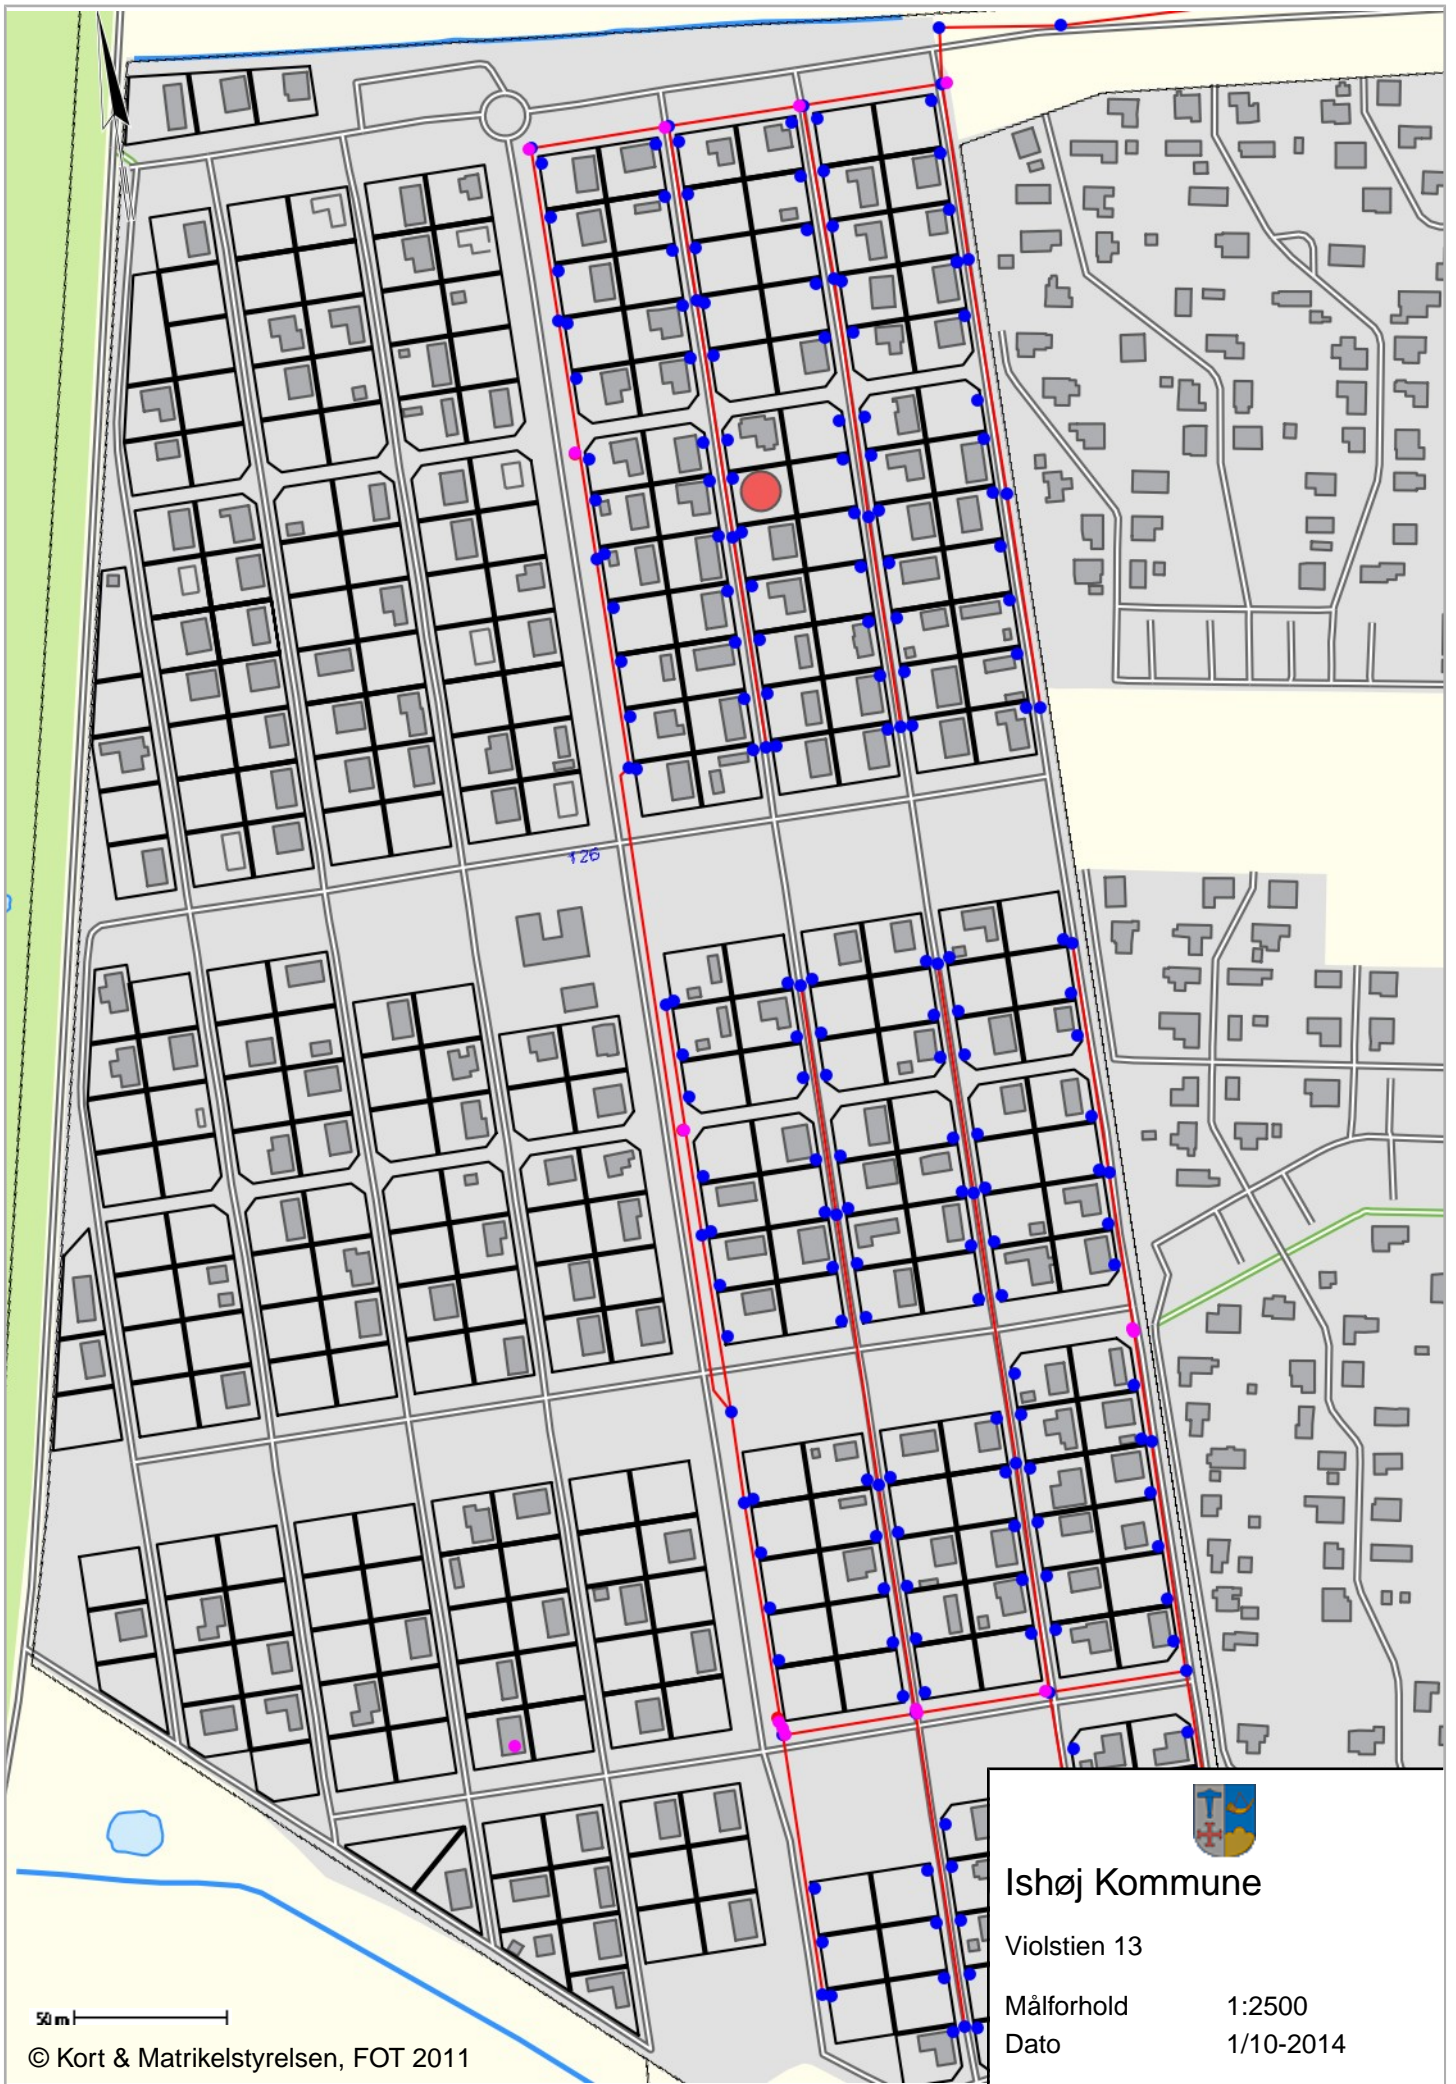 126
Ishøj Kommune
Violstien 13
Målforhold 1:2500
Dato 1/10-2014
50 m
© Kort & Matrikelstyrelsen, FOT 2011